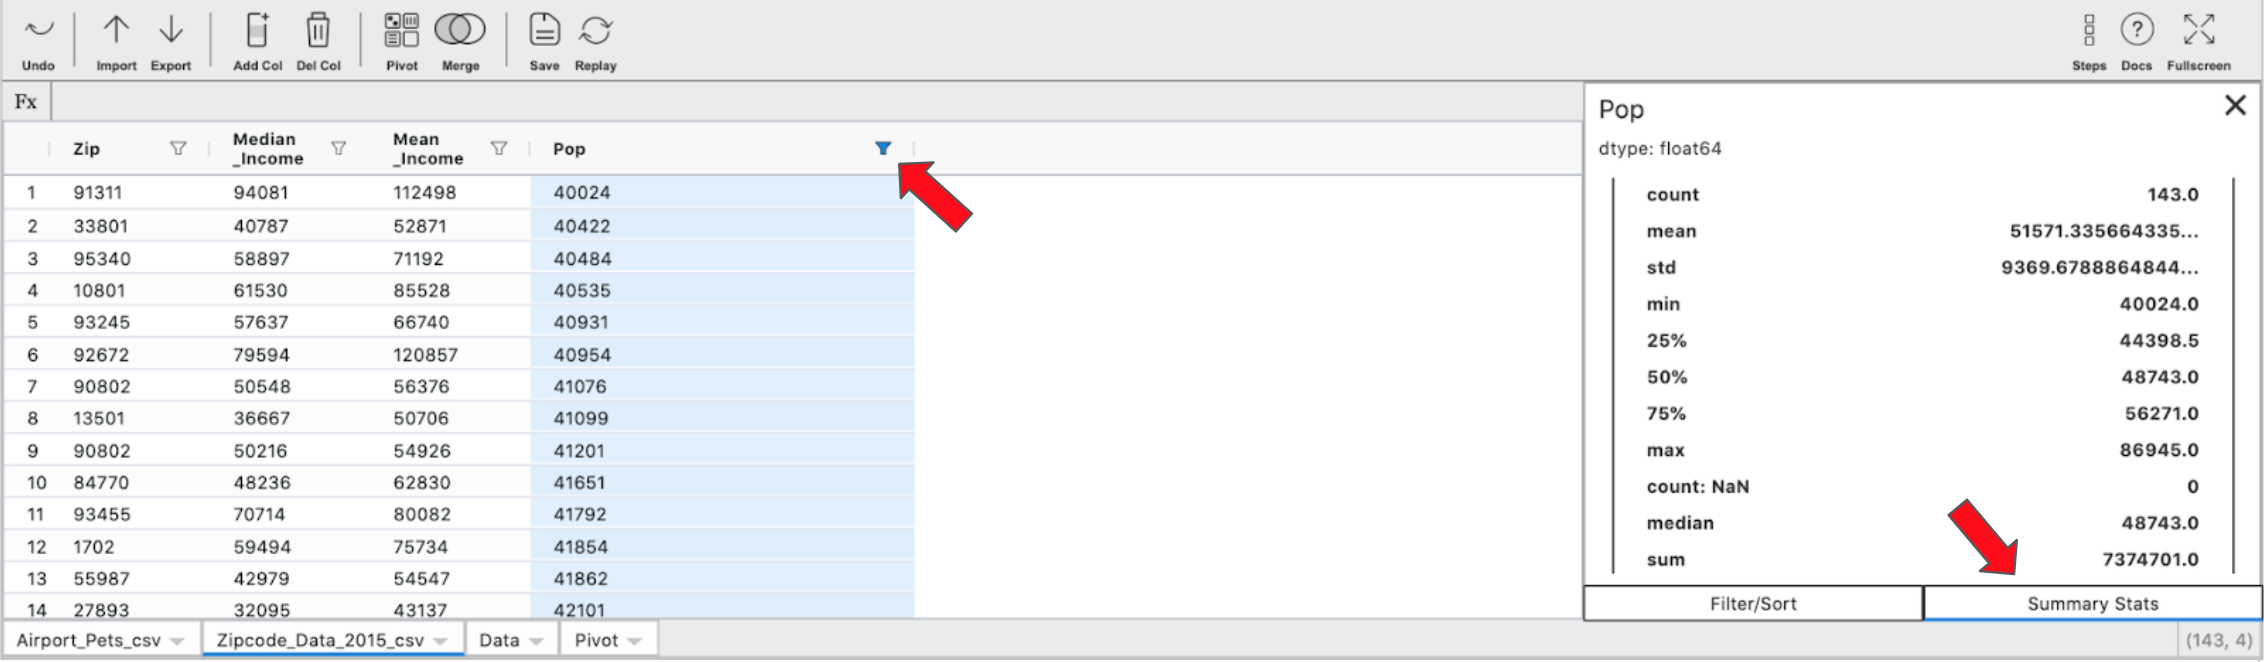 Undo Import Export Add Col Del Col Pivot Merge Save Replay Steps Docs Fullscreen
Fx
Zip Median Mean Pop
_Income _Income
1 91311 94081 112498 40024
2 33801 40787 52871 40422
3 95340 58897 71192 40484
4 10801 61530 85528 40535
5 93245 57637 66740 40931
6 92672 79594 120857 40954
7 90802 50548 56376 41076
8 13501 36667 50706 41099
9 90802 50216 54926 41201
10 84770 48236 62830 41651
11 93455 70714 80082 41792
12 1702 59494 75734 41854
13 55987 42979 54547 41862
14 27893 32095 43137 42101
Pop
dtype: float64
count 143.0
mean 51571.335664335...
std 9369.6788864844...
min 40024.0
25% 44398.5
50% 48743.0
75% 56271.0
max 86945.0
count: NaN 0
median 48743.0
sum 7374701.0
Filter/Sort Summary Stats
Airport_Pets_csv Zipcode_Data_2015_csv Data Pivot (143, 4)